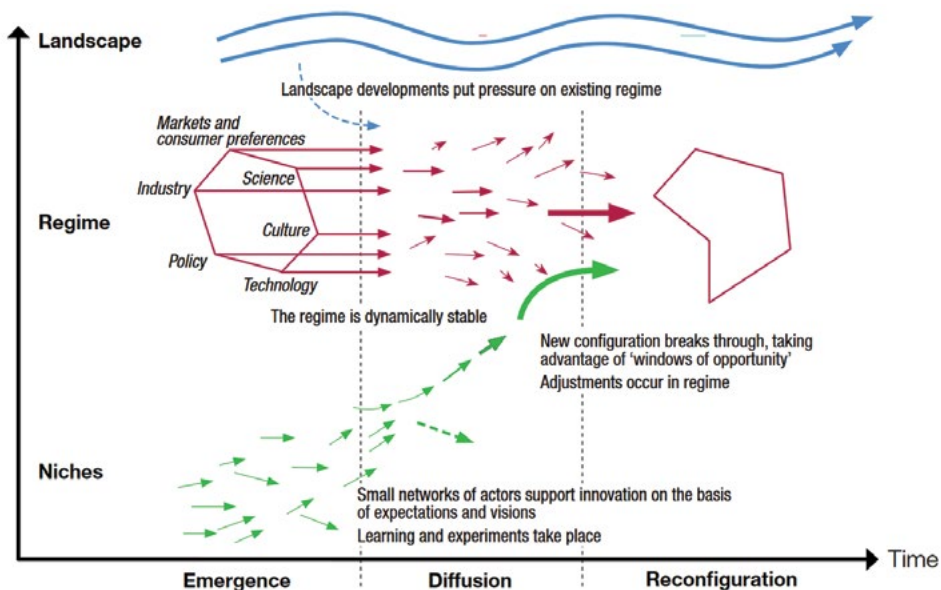 Landscape
Landscape developments put pressure on existing regime
Markets and
consumer preferences
Science
Industry
Regime
Culture
Policy
Technology
The regime is dynamically stable
New configuration breaks through, taking
advantage of ‘windows of opportunity’
Adjustments occur in regime
Niches
Small networks of actors support innovation on the basis
of expectations and visions
Learning and experiments take place
Time
Emergence
Diffusion
Reconfiguration